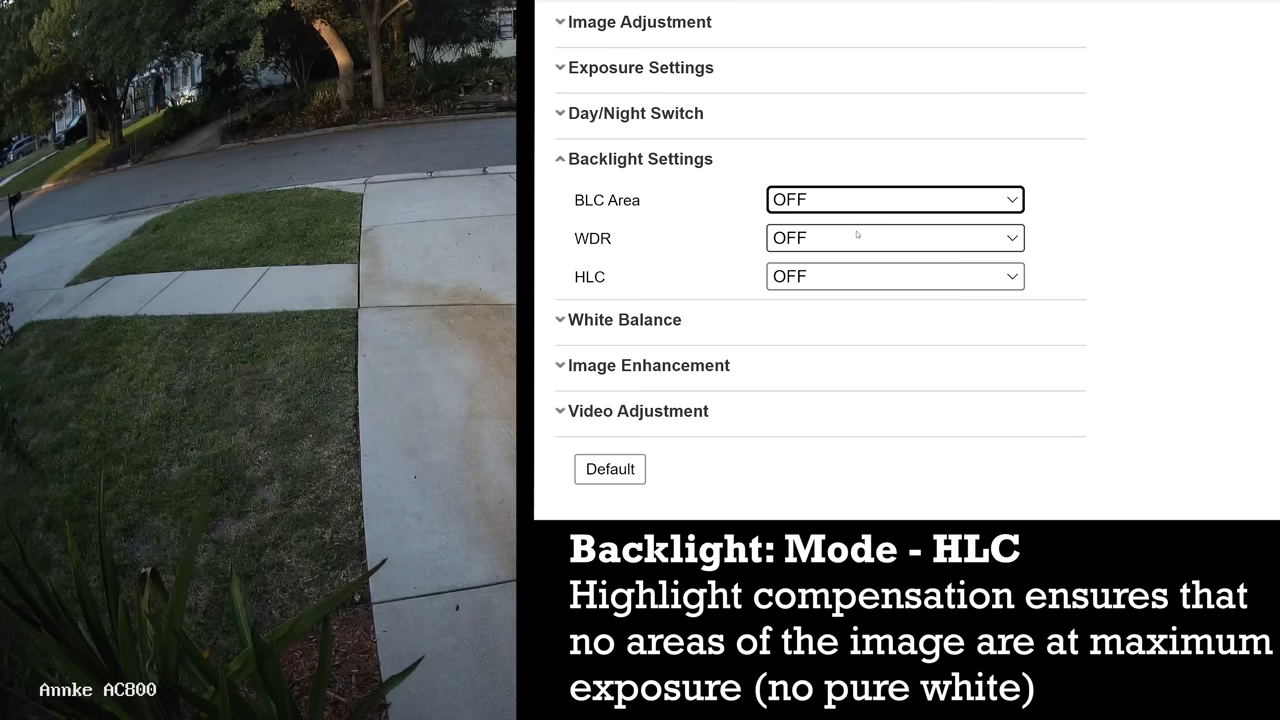 Image Adjustment
Exposure Settings
Day/Night Switch
Backlight Settings
BLC Area OFF
WDR OFF
HLC OFF
White Balance
Image Enhancement
Video Adjustment
Default
Backlight: Mode - HLC
Highlight compensation ensures that
no areas of the image are at maximum
exposure (no pure white)
Annke AC800